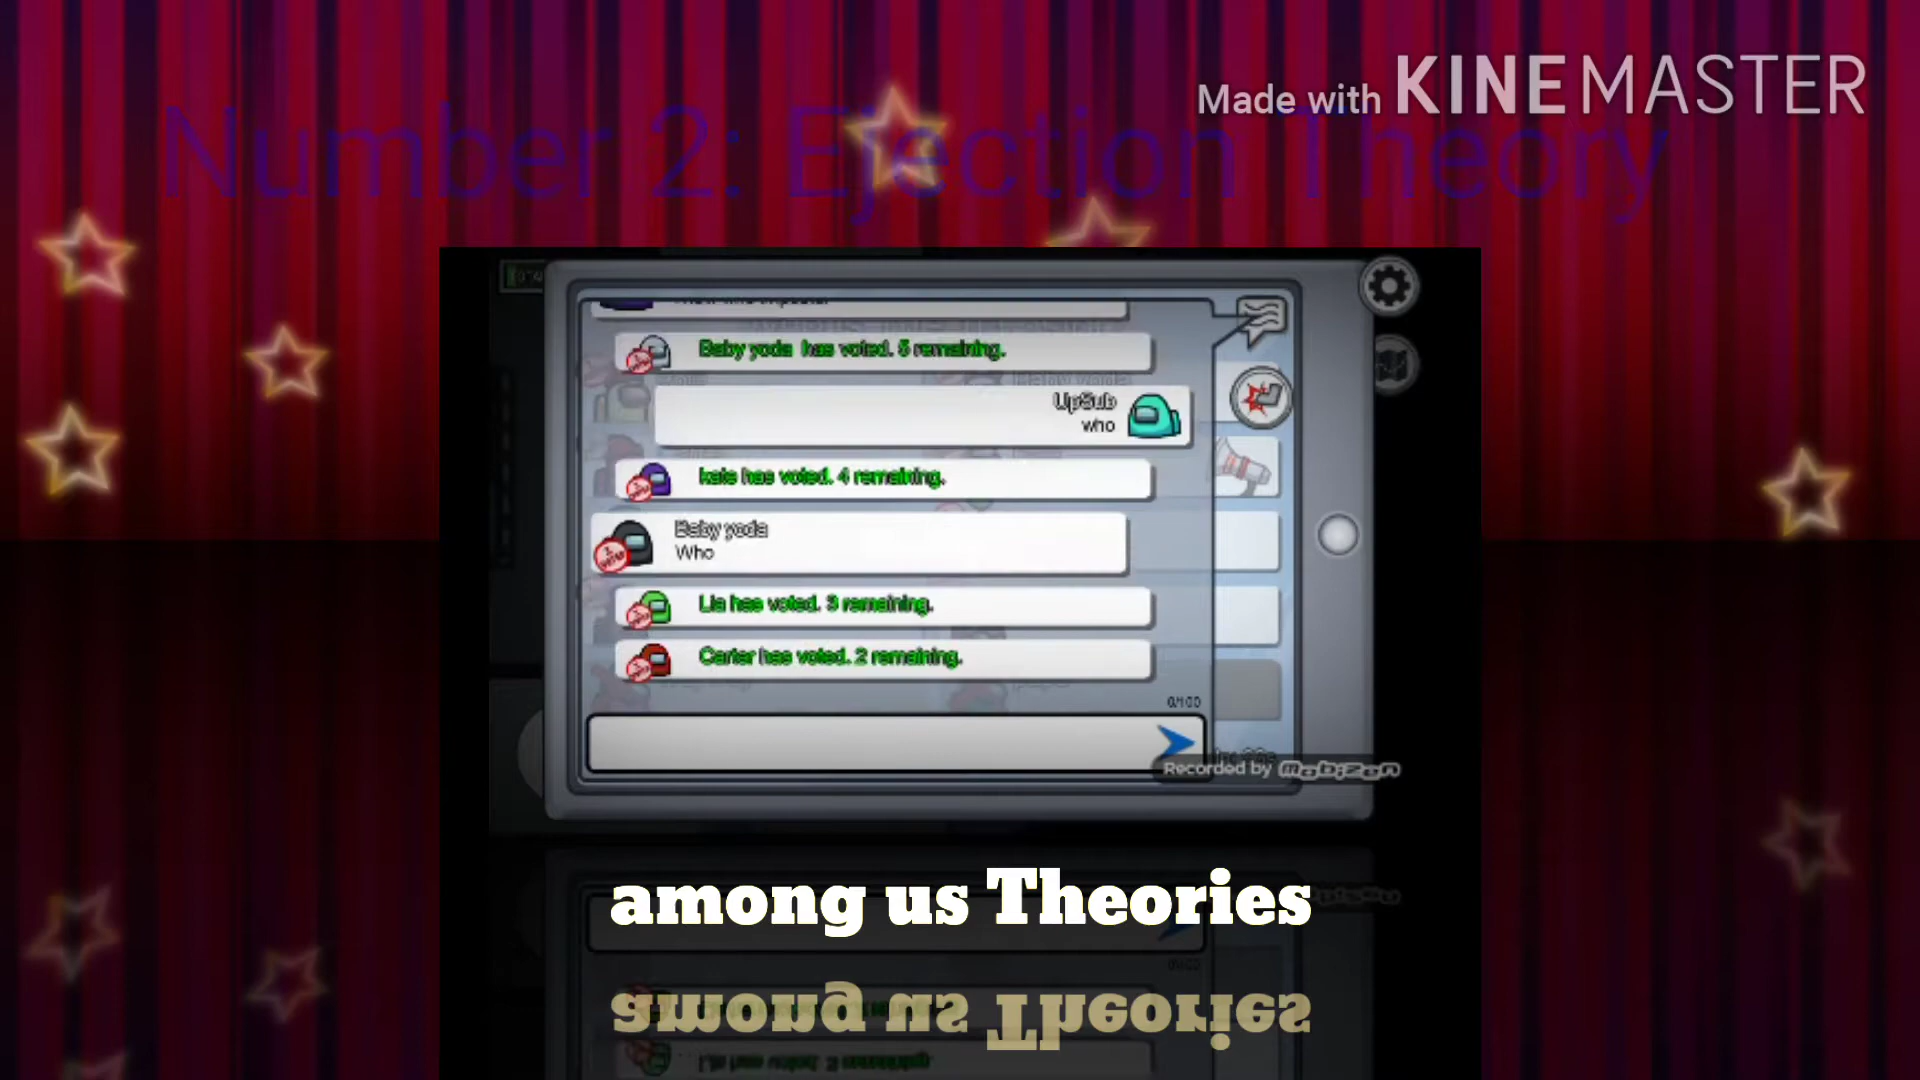 Made with KINEMASTER
Number 2: Ejection Theory
Baby yoda has voted. 5 remaining.
UpSub
who
kate has voted. 4 remaining.
Baby yoda
Who
Lia has voted. 3 remaining.
Carter has voted. 2 remaining.
0/100
Recorded by Mobizen
among us Theories
among us Theories